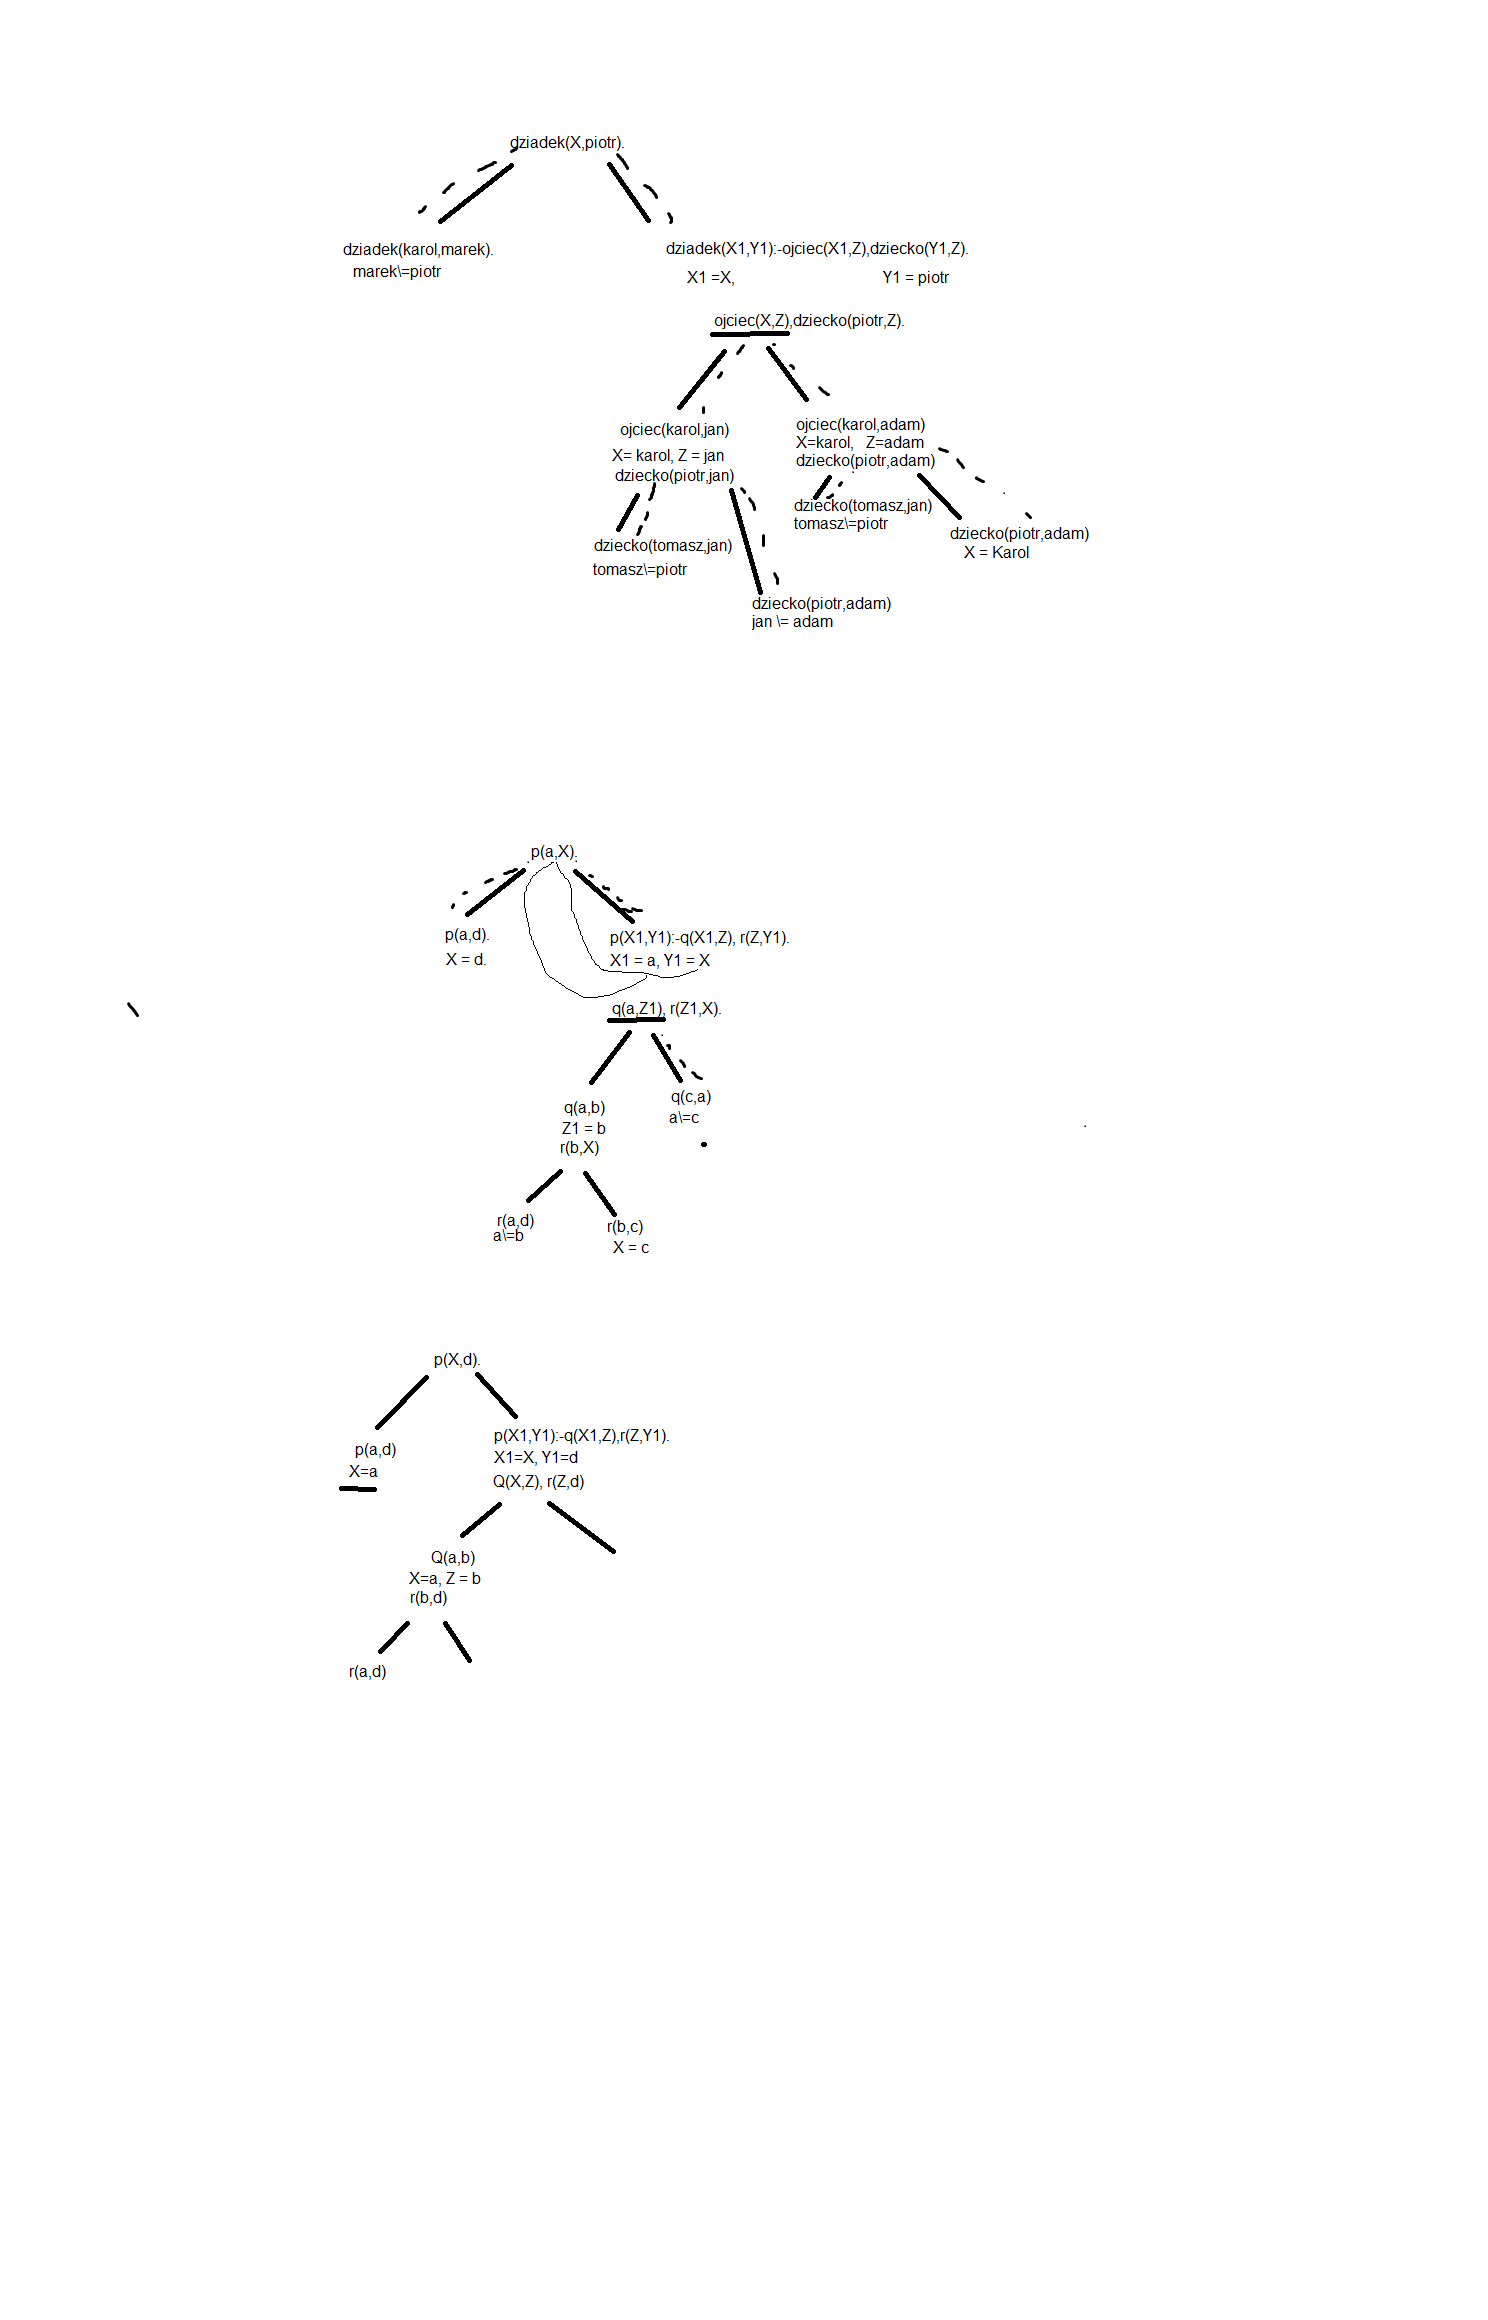 dziadek(X,piotr).
dziadek(karol,marek).
marek\=piotr
dziadek(X1,Y1):-ojciec(X1,Z),dziecko(Y1,Z).
X1 =X, Y1 = piotr
ojciec(X,Z),dziecko(piotr,Z).
ojciec(karol,jan)
X= karol, Z = jan
dziecko(piotr,jan)
ojciec(karol,adam)
X=karol, Z=adam
dziecko(piotr,adam)
dziecko(tomasz,jan)
tomasz\=piotr
dziecko(piotr,adam)
jan \= adam
dziecko(tomasz,jan)
tomasz\=piotr
dziecko(piotr,adam)
X = Karol
p(a,X).
p(a,d).
X = d.
p(X1,Y1):-q(X1,Z), r(Z,Y1).
X1 = a, Y1 = X
q(a,Z1), r(Z1,X).
q(a,b)
Z1 = b
r(b,X)
q(c,a)
a\=c
r(a,d)
a\=b
r(b,c)
X = c
p(X,d).
p(a,d)
X=a
p(X1,Y1):-q(X1,Z),r(Z,Y1).
X1=X, Y1=d
Q(X,Z), r(Z,d)
Q(a,b)
X=a, Z = b
r(b,d)
r(a,d)